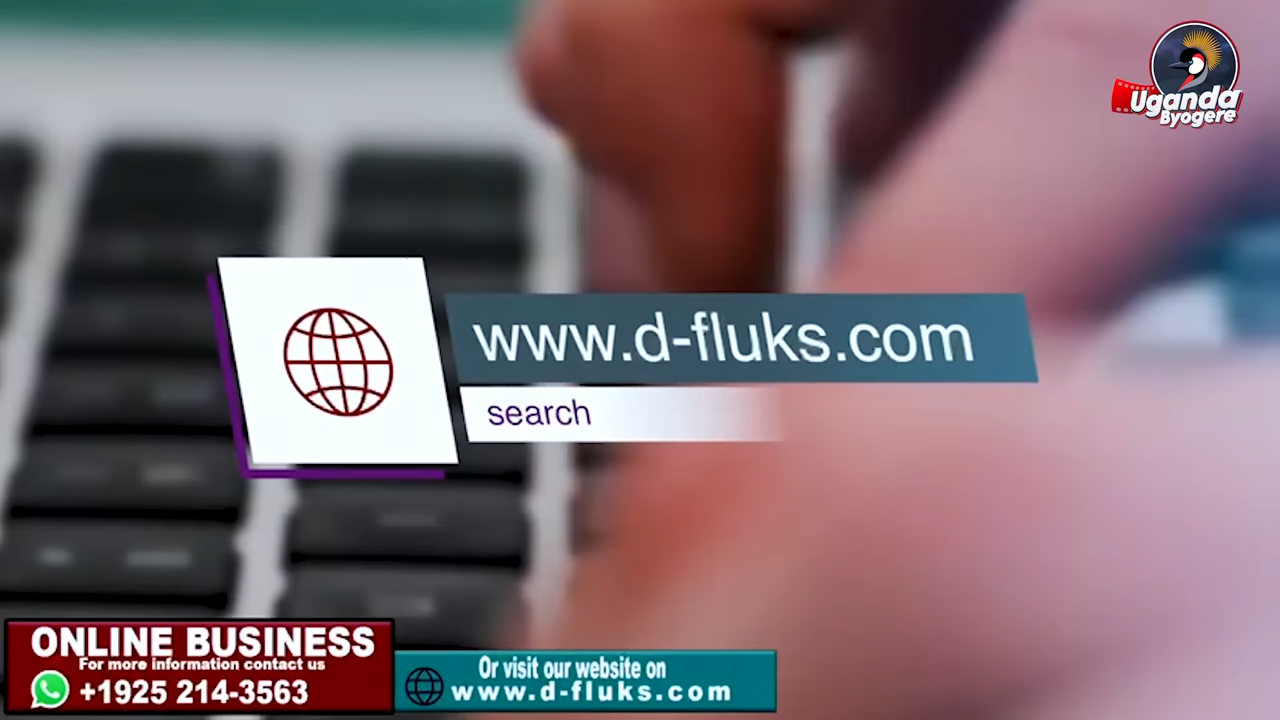 Uganda
Byogere
www.d-fluks.com
search
ONLINE BUSINESS
For more information contact us
+1925 214-3563
Or visit our website on
www.d-fluks.com